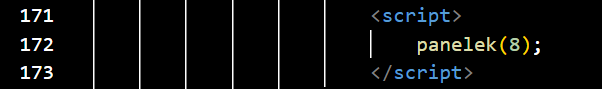 171 <script>
172 panelek(8);
173 </script>